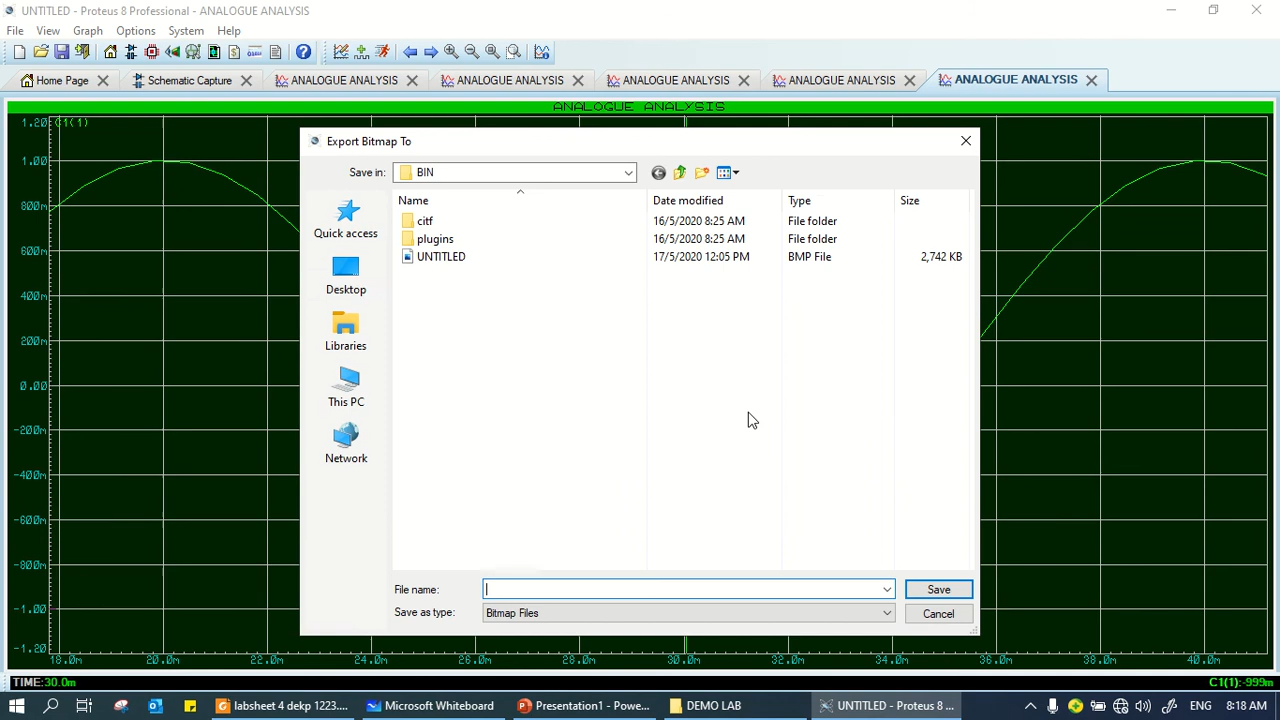 UNTITLED - Proteus 8 Professional - ANALOGUE ANALYSIS
File View Graph Options System Help
Home Page Schematic Capture ANALOGUE ANALYSIS ANALOGUE ANALYSIS ANALOGUE ANALYSIS ANALOGUE ANALYSIS ANALOGUE ANALYSIS
ANALOGUE ANALYSIS
1.20 C1(1)
1.00
800m
600m
400m
200m
0.00
-200m
-400m
-600m
-800m
-1.00
-1.20
18.0m 20.0m 22.0m 24.0m 26.0m 28.0m 30.0m 32.0m 34.0m 36.0m 38.0m 40.0m
TIME:30.0m C1(1):-999m
Export Bitmap To
Save in: BIN
Quick access
Desktop
Libraries
This PC
Network
Name Date modified Type Size
citf 16/5/2020 8:25 AM File folder
plugins 16/5/2020 8:25 AM File folder
UNTITLED 17/5/2020 12:05 PM BMP File 2,742 KB
File name: Save
Save as type: Bitmap Files Cancel
labsheet 4 dekp 1223... Microsoft Whiteboard Presentation1 - Powe... DEMO LAB UNTITLED - Proteus 8 ... ENG 8:18 AM